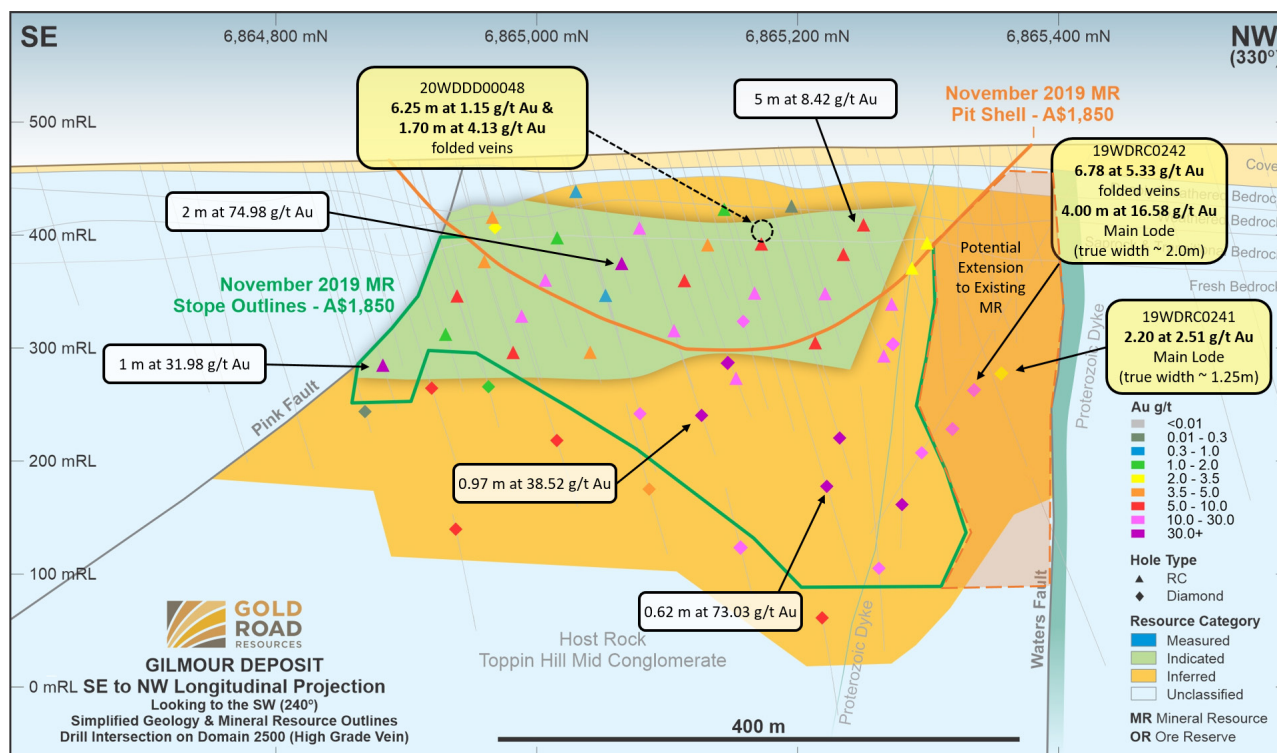 SE
6,864,800 mN
6,865,000 mN
6,865,200 mN
6,865,400 mN
NW
(330°)
20WDDD00048
6.25 m at 1.15 g/t Au &
1.70 m at 4.13 g/t Au
folded veins
5 m at 8.42 g/t Au
November 2019 MR
Pit Shell - A$1,850
500 mRL
19WDRC0242
6.78 at 5.33 g/t Au
folded veins
4.00 m at 16.58 g/t Au
Main Lode
(true width ~ 2.0m)
Cove
Bedrock
Bedrock
Bedrock
Fresh Bedrock
2 m at 74.98 g/t Au
400 mRL
Potential
Extension
to Existing
MR
November 2019 MR
Stope Outlines - A$1,850
19WDRC0241
2.20 at 2.51 g/t Au
Main Lode
(true width ~ 1.25m)
300 mRL
1 m at 31.98 g/t Au
Pink Fault
Proterozoic Dyke
Au g/t
<0.01
0.01 - 0.3
0.3 - 1.0
1.0 - 2.0
2.0 - 3.5
3.5 - 5.0
5.0 - 10.0
10.0 - 30.0
30.0+
200 mRL
0.97 m at 38.52 g/t Au
100 mRL
0.62 m at 73.03 g/t Au
Hole Type
RC
Diamond
Resource Category
Measured
Indicated
Inferred
Unclassified
MR Mineral Resource
OR Ore Reserve
Waters Fault
Proterozoic Dyke
Host Rock
Toppin Hill Mid Conglomerate
GOLD
ROAD
RESOURCES
GILMOUR DEPOSIT
0 mRL
SE to NW Longitudinal Projection
Looking to the SW (240°)
Simplified Geology & Mineral Resource Outlines
Drill Intersection on Domain 2500 (High Grade Vein)
400 m